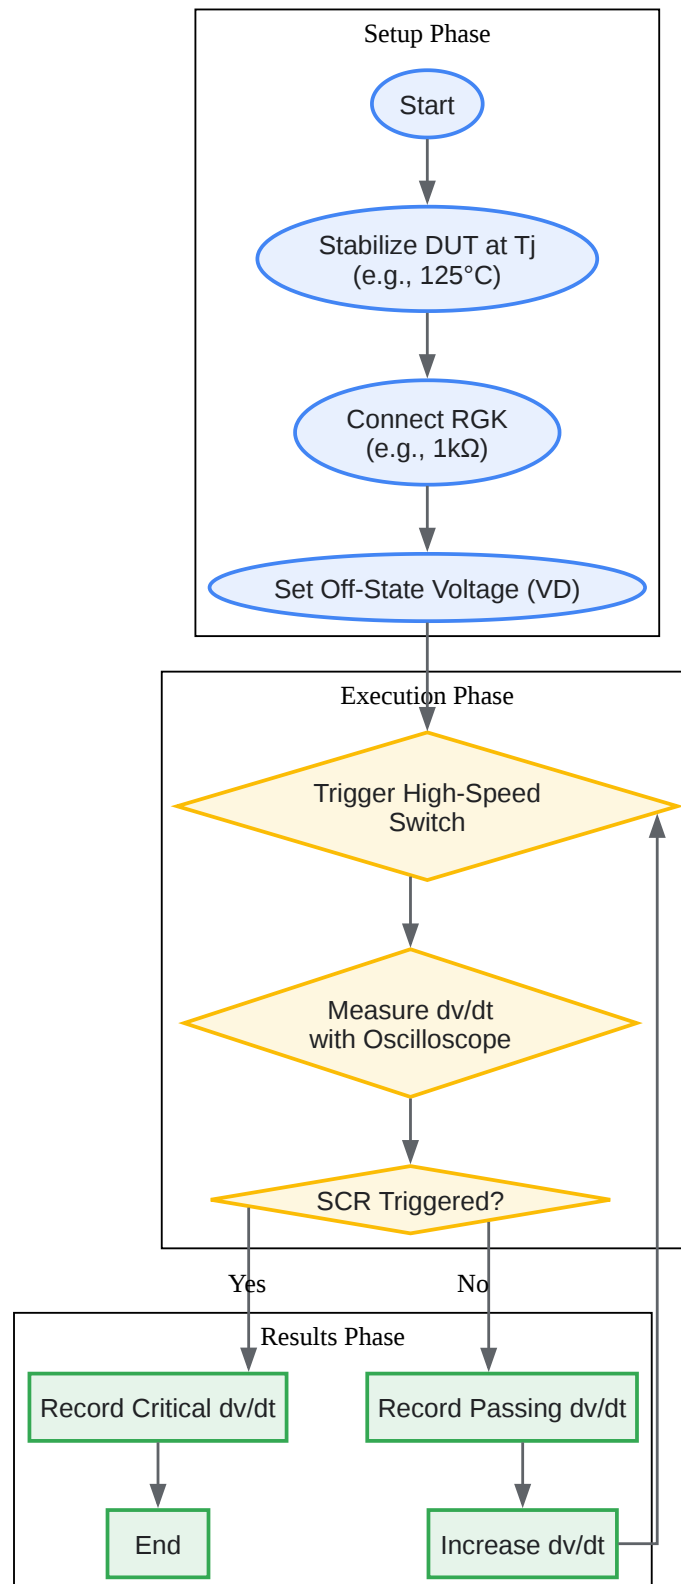 Setup Phase
Start
Stabilize DUT at Tj
(e.g., 125°C)
Connect RGK
(e.g., 1kΩ)
Set Off-State Voltage (VD)
Execution Phase
Trigger High-Speed
Switch
Measure dv/dt
with Oscilloscope
SCR Triggered?
Yes
No
Results Phase
Record Critical dv/dt
Record Passing dv/dt
End
Increase dv/dt